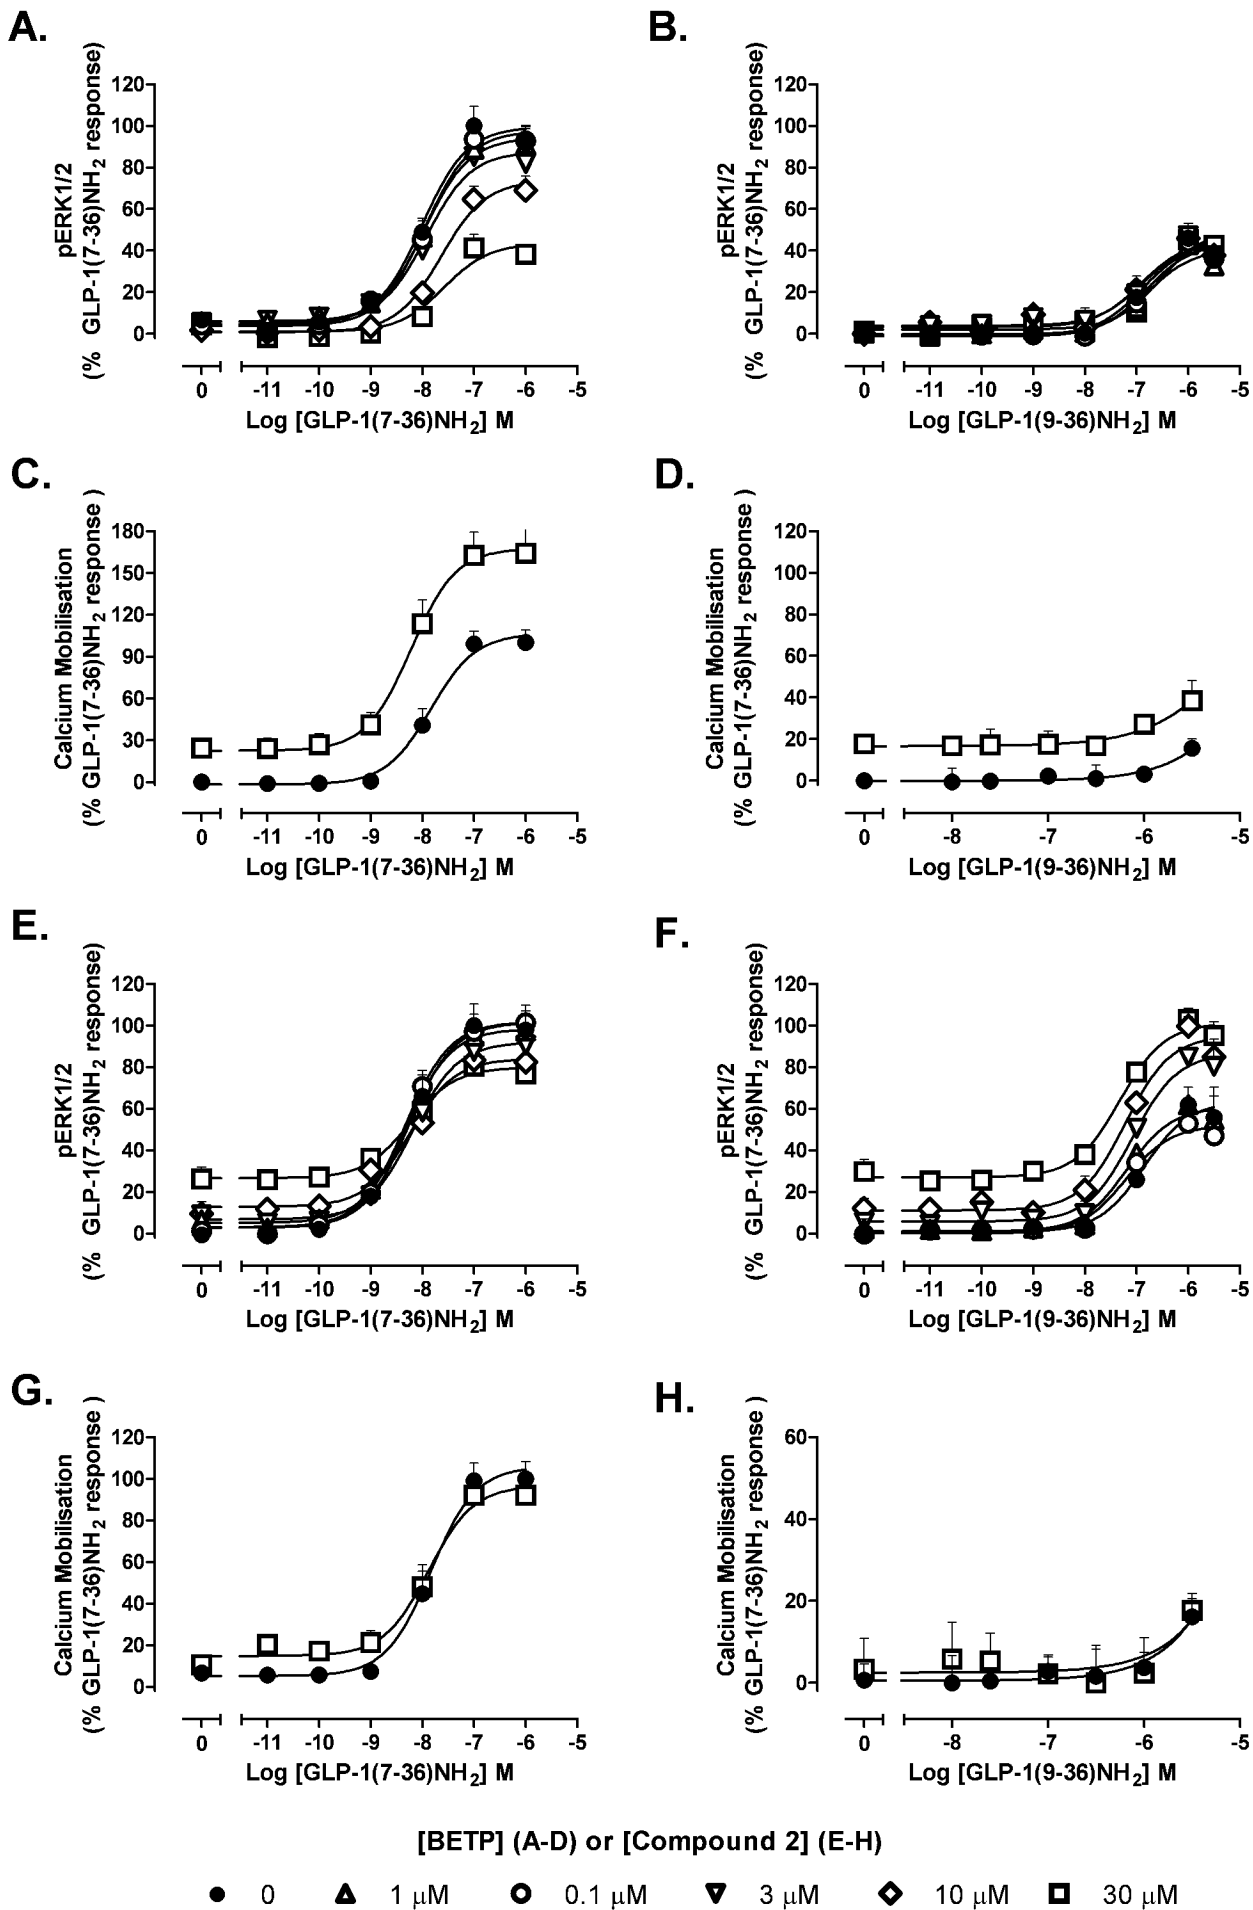 A.
pERK1/2
(% GLP-1(7-36)NH2 response)
120
100
80
60
40
20
0
0 -11 -10 -9 -8 -7 -6 -5
Log [GLP-1(7-36)NH2] M
B.
pERK1/2
(% GLP-1(7-36)NH2 response)
120
100
80
60
40
20
0
0 -11 -10 -9 -8 -7 -6 -5
Log [GLP-1(9-36)NH2] M
C.
Calcium Mobilisation
(% GLP-1(7-36)NH2 response )
180
150
120
90
60
30
0
0 -11 -10 -9 -8 -7 -6 -5
Log [GLP-1(7-36)NH2] M
D.
Calcium Mobilisation
(% GLP-1(7-36)NH2 response )
120
100
80
60
40
20
0
0 -8 -7 -6 -5
Log [GLP-1(9-36)NH2] M
E.
pERK1/2
(% GLP-1(7-36)NH2 response)
120
100
80
60
40
20
0
0 -11 -10 -9 -8 -7 -6 -5
Log [GLP-1(7-36)NH2] M
F.
pERK1/2
(% GLP-1(7-36)NH2 response)
120
100
80
60
40
20
0
0 -11 -10 -9 -8 -7 -6 -5
Log [GLP-1(9-36)NH2] M
G.
Calcium Mobilisation
(% GLP-1(7-36)NH2 response )
120
100
80
60
40
20
0
0 -11 -10 -9 -8 -7 -6 -5
Log [GLP-1(7-36)NH2] M
H.
Calcium Mobilisation
(% GLP-1(7-36)NH2 response )
60
40
20
0
0 -8 -7 -6 -5
Log [GLP-1(9-36)NH2] M
[BETP] (A-D) or [Compound 2] (E-H)
0 1 μM 0.1 μM 3 μM 10 μM 30 μM